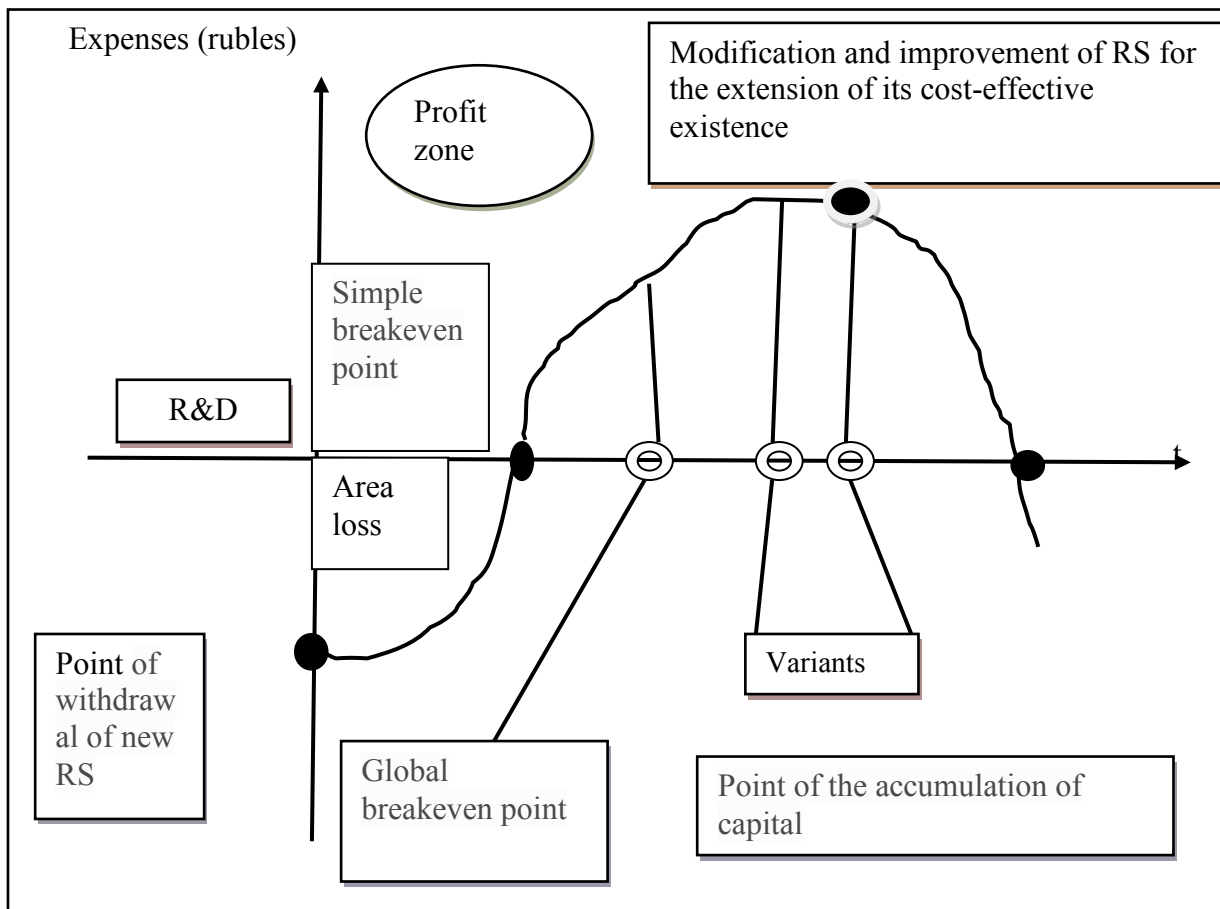 Expenses (rubles)
Modification and improvement of RS for
the extension of its cost-effective
existence
Profit
zone
Simple
breakeven
point
R&D
t
Area
loss
Point of
withdraw
al of new
RS
Variants
Global
breakeven point
Point of the accumulation of
capital